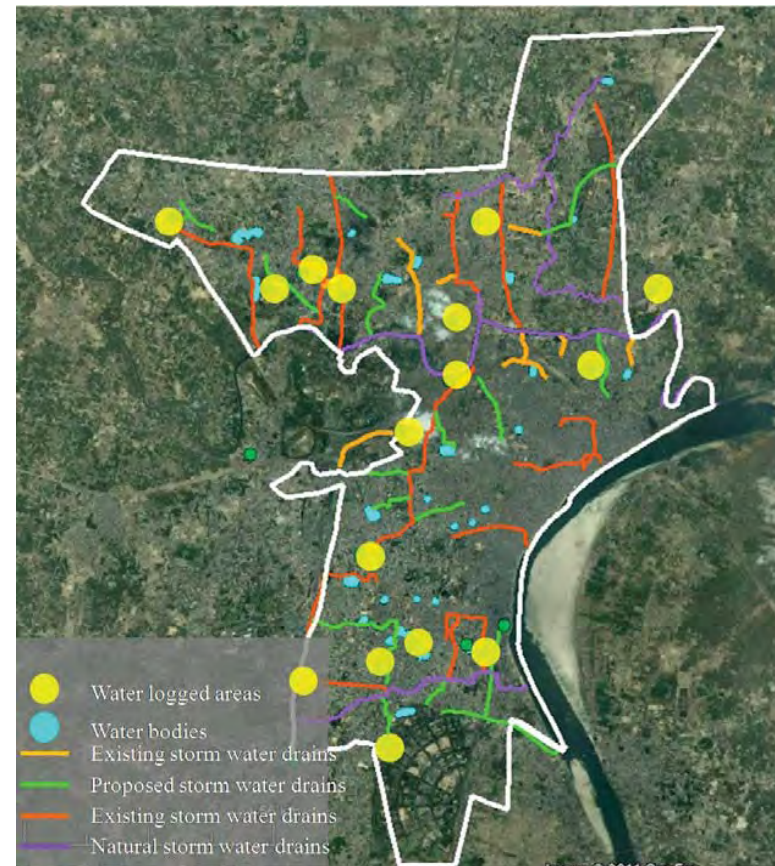 Water logged areas
Water bodies
Existing storm water drains
Proposed storm water drains
Existing storm water drains
Natural storm water drains